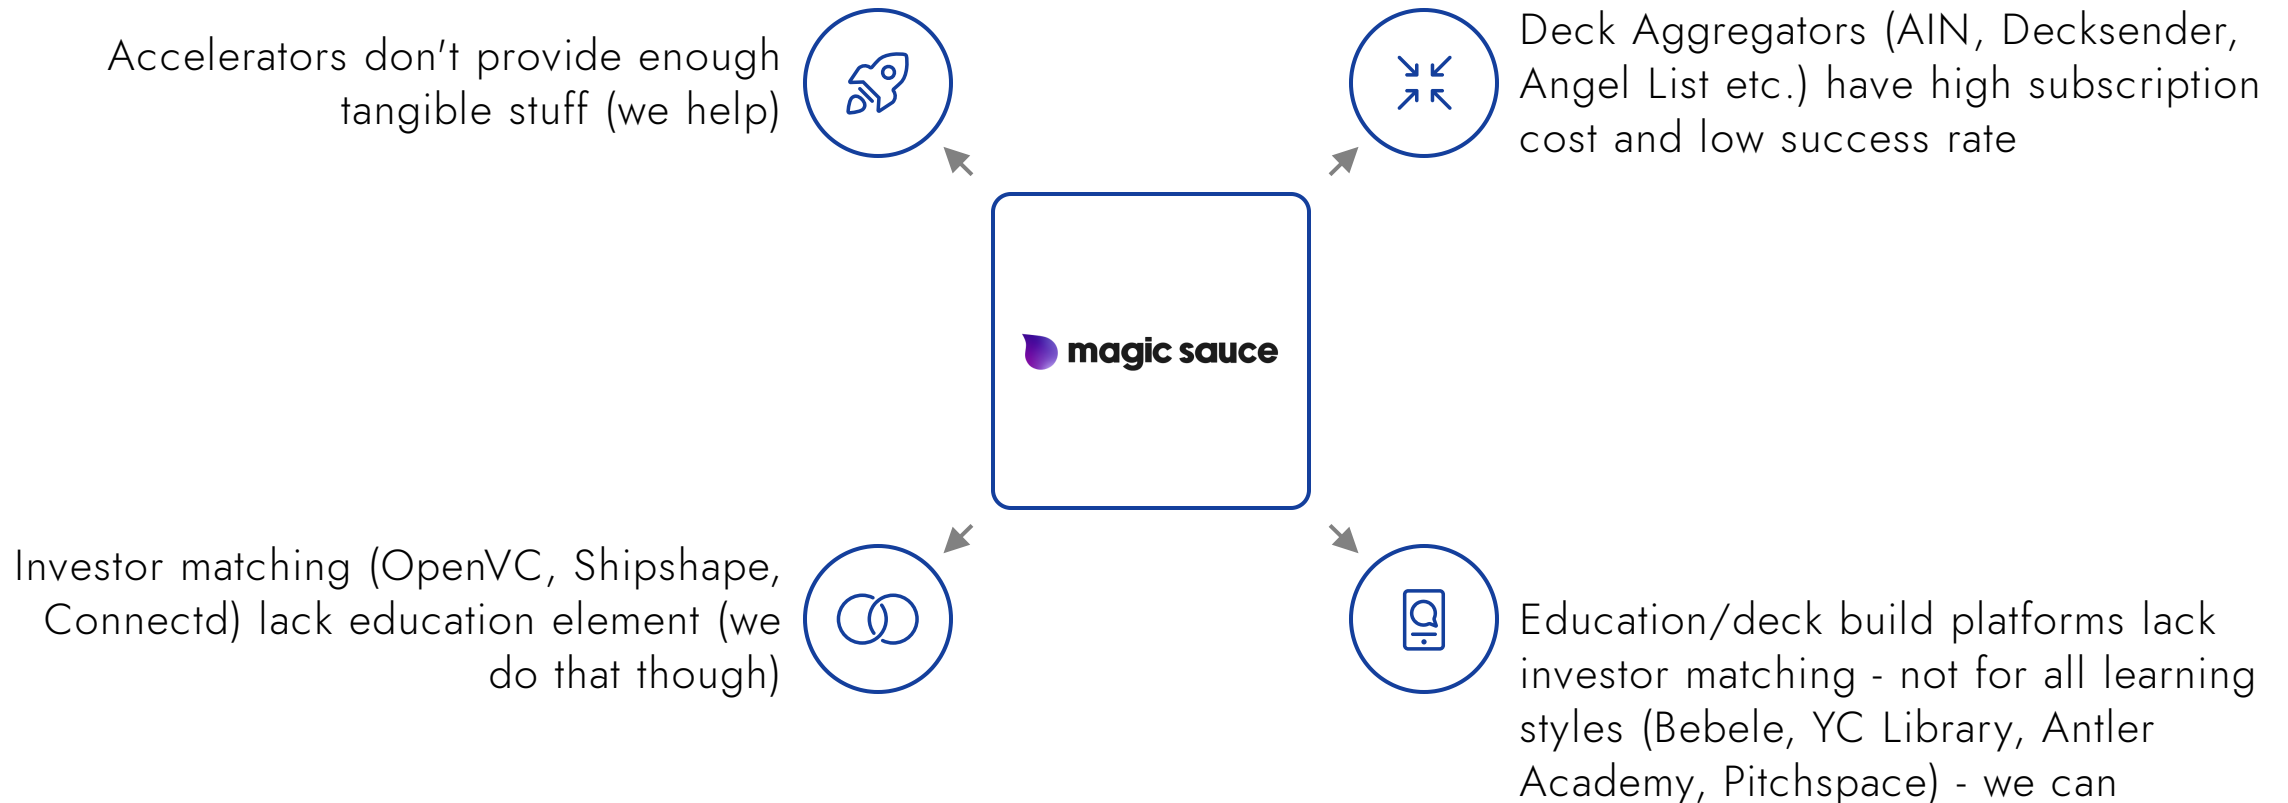 Accelerators don't provide enough
tangible stuff (we help)
Deck Aggregators (AIN, Decksender,
Angel List etc.) have high subscription
cost and low success rate
magic sauce
Investor matching (OpenVC, Shipshape,
Connectd) lack education element (we
do that though)
Education/deck build platforms lack
investor matching - not for all learning
styles (Bebele, YC Library, Antler
Academy, Pitchspace) - we can